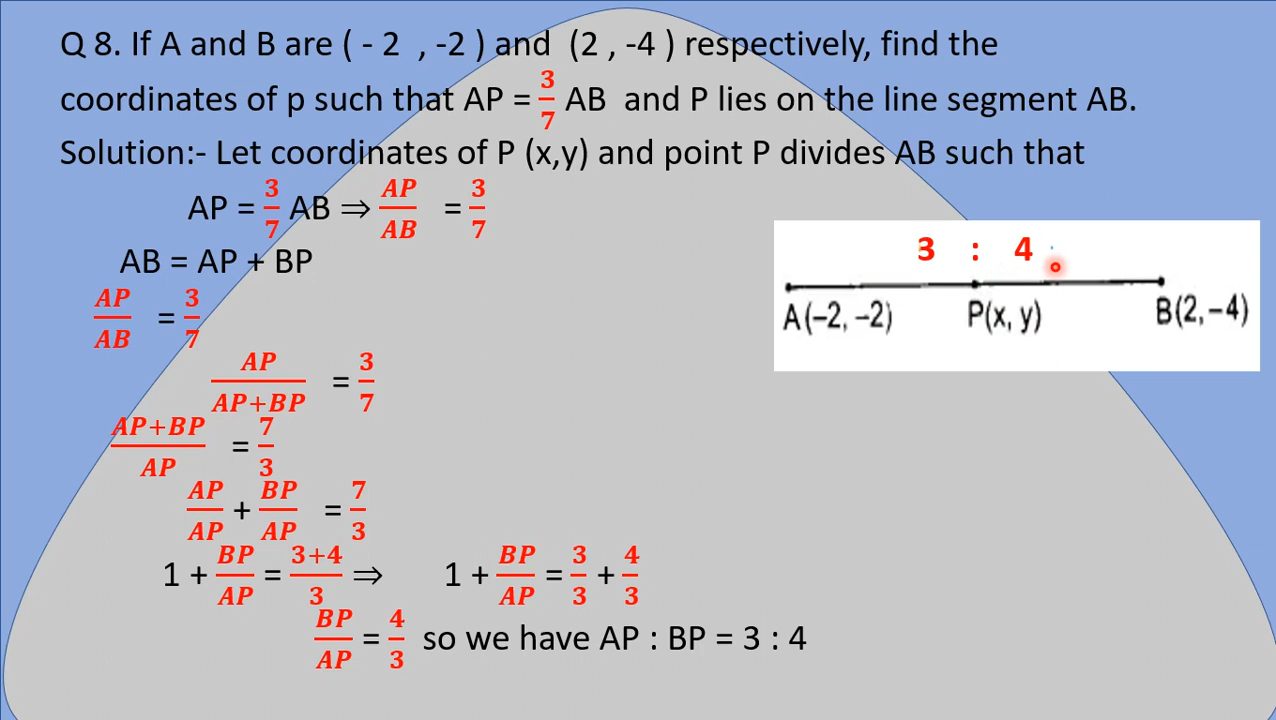 Q 8. If A and B are ( - 2 , -2 ) and (2 , -4 ) respectively, find the
coordinates of p such that AP = 3/7 AB and P lies on the line segment AB.
Solution:- Let coordinates of P (x,y) and point P divides AB such that
AP = 3/7 AB ⇒ AP/AB = 3/7
AB = AP + BP
AP/AB = 3/7
AP/(AP+BP) = 3/7
(AP+BP)/AP = 7/3
AP/AP + BP/AP = 7/3
1 + BP/AP = (3+4)/3 ⇒ 1 + BP/AP = 3/3 + 4/3
BP/AP = 4/3 so we have AP : BP = 3 : 4
3 : 4
A(−2, −2) P(x, y) B(2, −4)